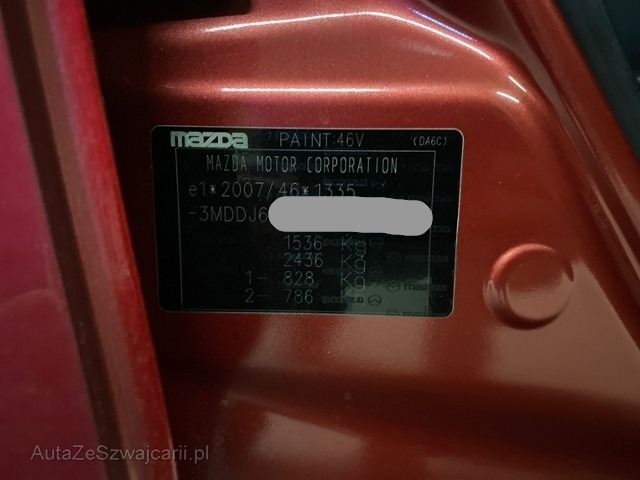 mazda PAINT:46V (DA6C)
MAZDA MOTOR CORPORATION
e1*2007/46*1335
-3MDDJ6
1536 Kg
2436 Kg
1- 828 Kg
2- 786
AutaZeSzwajcarii.pl